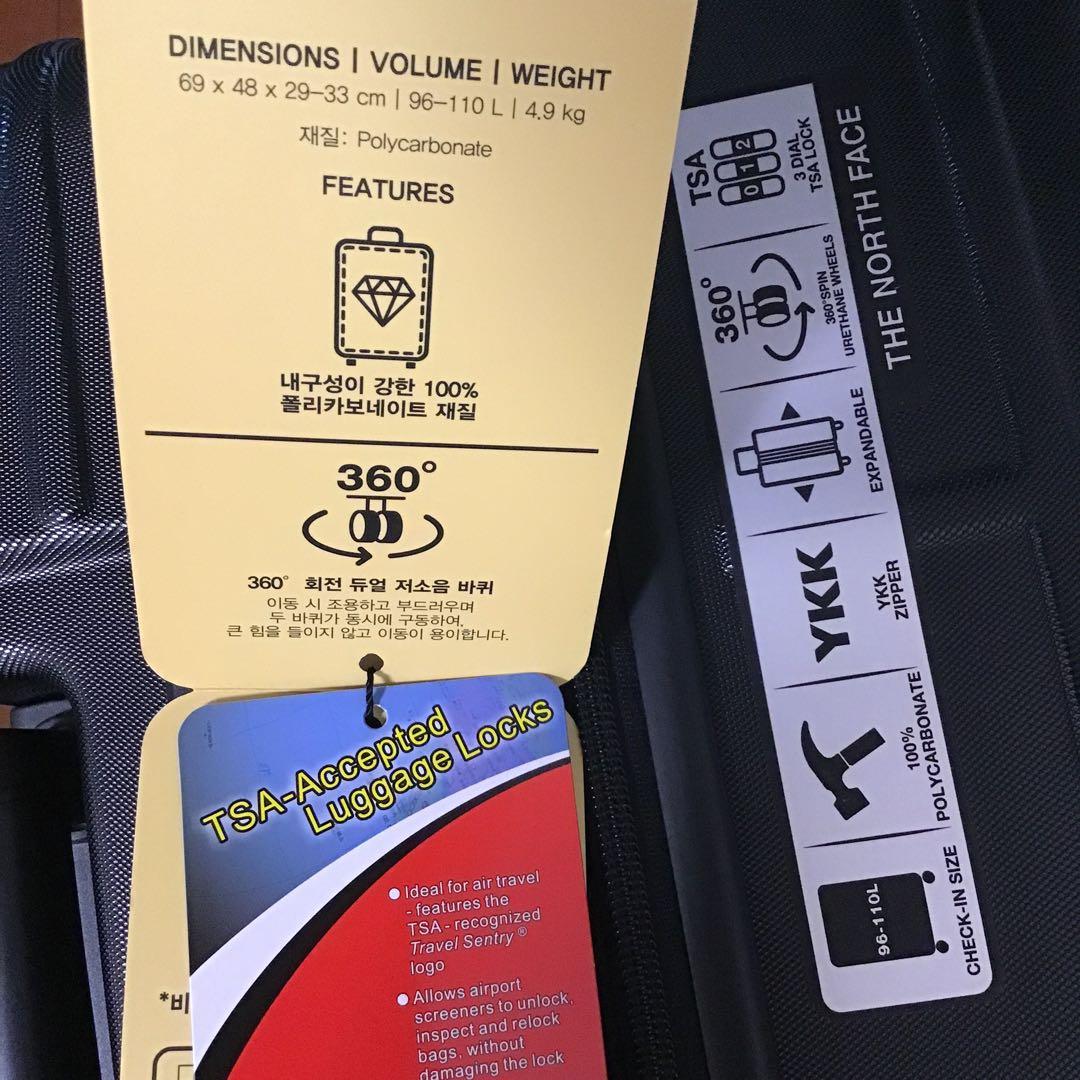 DIMENSIONS | VOLUME | WEIGHT
69 x 48 x 29–33 cm | 96–110 L | 4.9 kg
재질: Polycarbonate
FEATURES
내구성이 강한 100%
폴리카보네이트 재질
360°
360° 회전 듀얼 저소음 바퀴
이동 시 조용하고 부드러우며
두 바퀴가 동시에 구동하여,
큰 힘을 들이지 않고 이동이 용이합니다.
TSA-Accepted
Luggage Locks
Ideal for air travel
- features the
TSA - recognized
Travel Sentry®
logo
Allows airport
screeners to unlock,
inspect and relock
bags, without
damaging the lock
*비
TSA
0 1 2
3 DIAL
TSA LOCK
360°
360°SPIN
URETHANE WHEELS
EXPANDABLE
YKK
YKK
ZIPPER
100%
POLYCARBONATE
96-110L
CHECK-IN SIZE
THE NORTH FACE